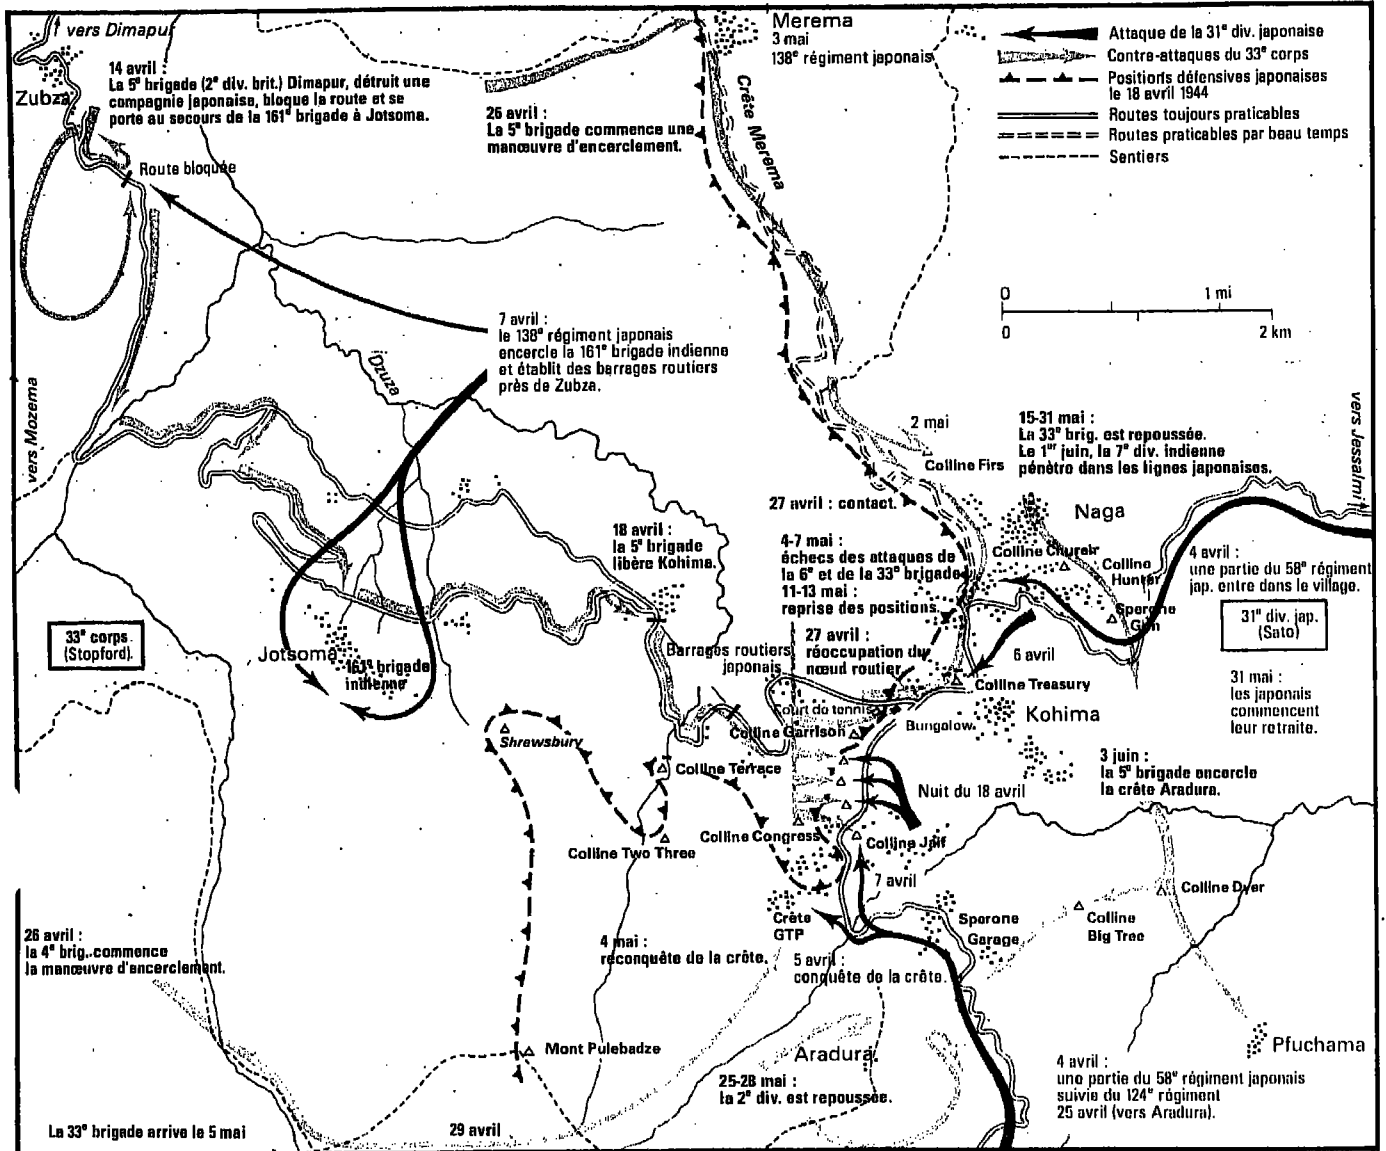 vers Dimapur
Zubza
14 avril :
La 5e brigade (2e div. brit.) Dimapur, détruit une
compagnie japonaise, bloque la route et se
porte au secours de la 161e brigade à Jotsoma.
Route bloquée
26 avril :
La 5e brigade commence une
manœuvre d'encerclement.
Merema
3 mai
138e régiment japonais
Crête Merema
Attaque de la 31e div. japonaise
Contre-attaques du 33e corps
Positions défensives japonaises
le 18 avril 1944
Routes toujours praticables
Routes praticables par beau temps
Sentiers
0 1 mi
0 2 km
7 avril :
le 138e régiment japonais
encercle la 161e brigade indienne
et établit des barrages routiers
près de Zubza.
Dzuza
vers Mozema
vers Jessalmi
2 mai
Colline Firs
15-31 mai :
La 33e brig. est repoussée.
Le 1er juin, la 7e div. indienne
pénètro dans les lignes japonaises.
27 avril : contact.
Naga
18 avril :
la 5e brigade
libère Kohima.
4-7 mai :
échecs des attaques de
la 6e et de la 33e brigade
11-13 mai :
reprise des positions.
Colline Church
Colline
Hunter
4 avril :
une partie du 58e régiment
jap. entre dans le village.
Sperone
Gun
31e div. jap.
(Sato)
33e corps
(Stopford).
Jotsoma
161e brigade
indienne
Barrages routiers
japonais
27 avril :
réoccupation du
nœud routier
6 avril
Colline Treasury
31 mai :
les japonais
commencent
leur retraite.
Court de tennis
Bungalow
Kohima
Shrewsbury
Colline Garrison
Colline Terrace
3 juin :
la 5e brigade encercle
la crête Aradura.
Nuit du 18 avril
Colline Congress
Colline Jail
Colline Two Three
7 avril
Colline Dyer
Colline
Big Tree
Crête
GTP
Sperone
Garage
26 avril :
la 4e brig. commence
la manœuvre d'encerclement.
4 mai :
reconquête de la crête.
5 avril :
conquête de la crête.
Mont Pulebadze
Aradura
Pfuchama
25-28 mai :
la 2e div. est repoussée.
4 avril :
une portie du 58e régiment japonais
suivie du 124e régiment
25 avril (vers Aradura).
La 33e brigade arrive le 5 mai
29 avril